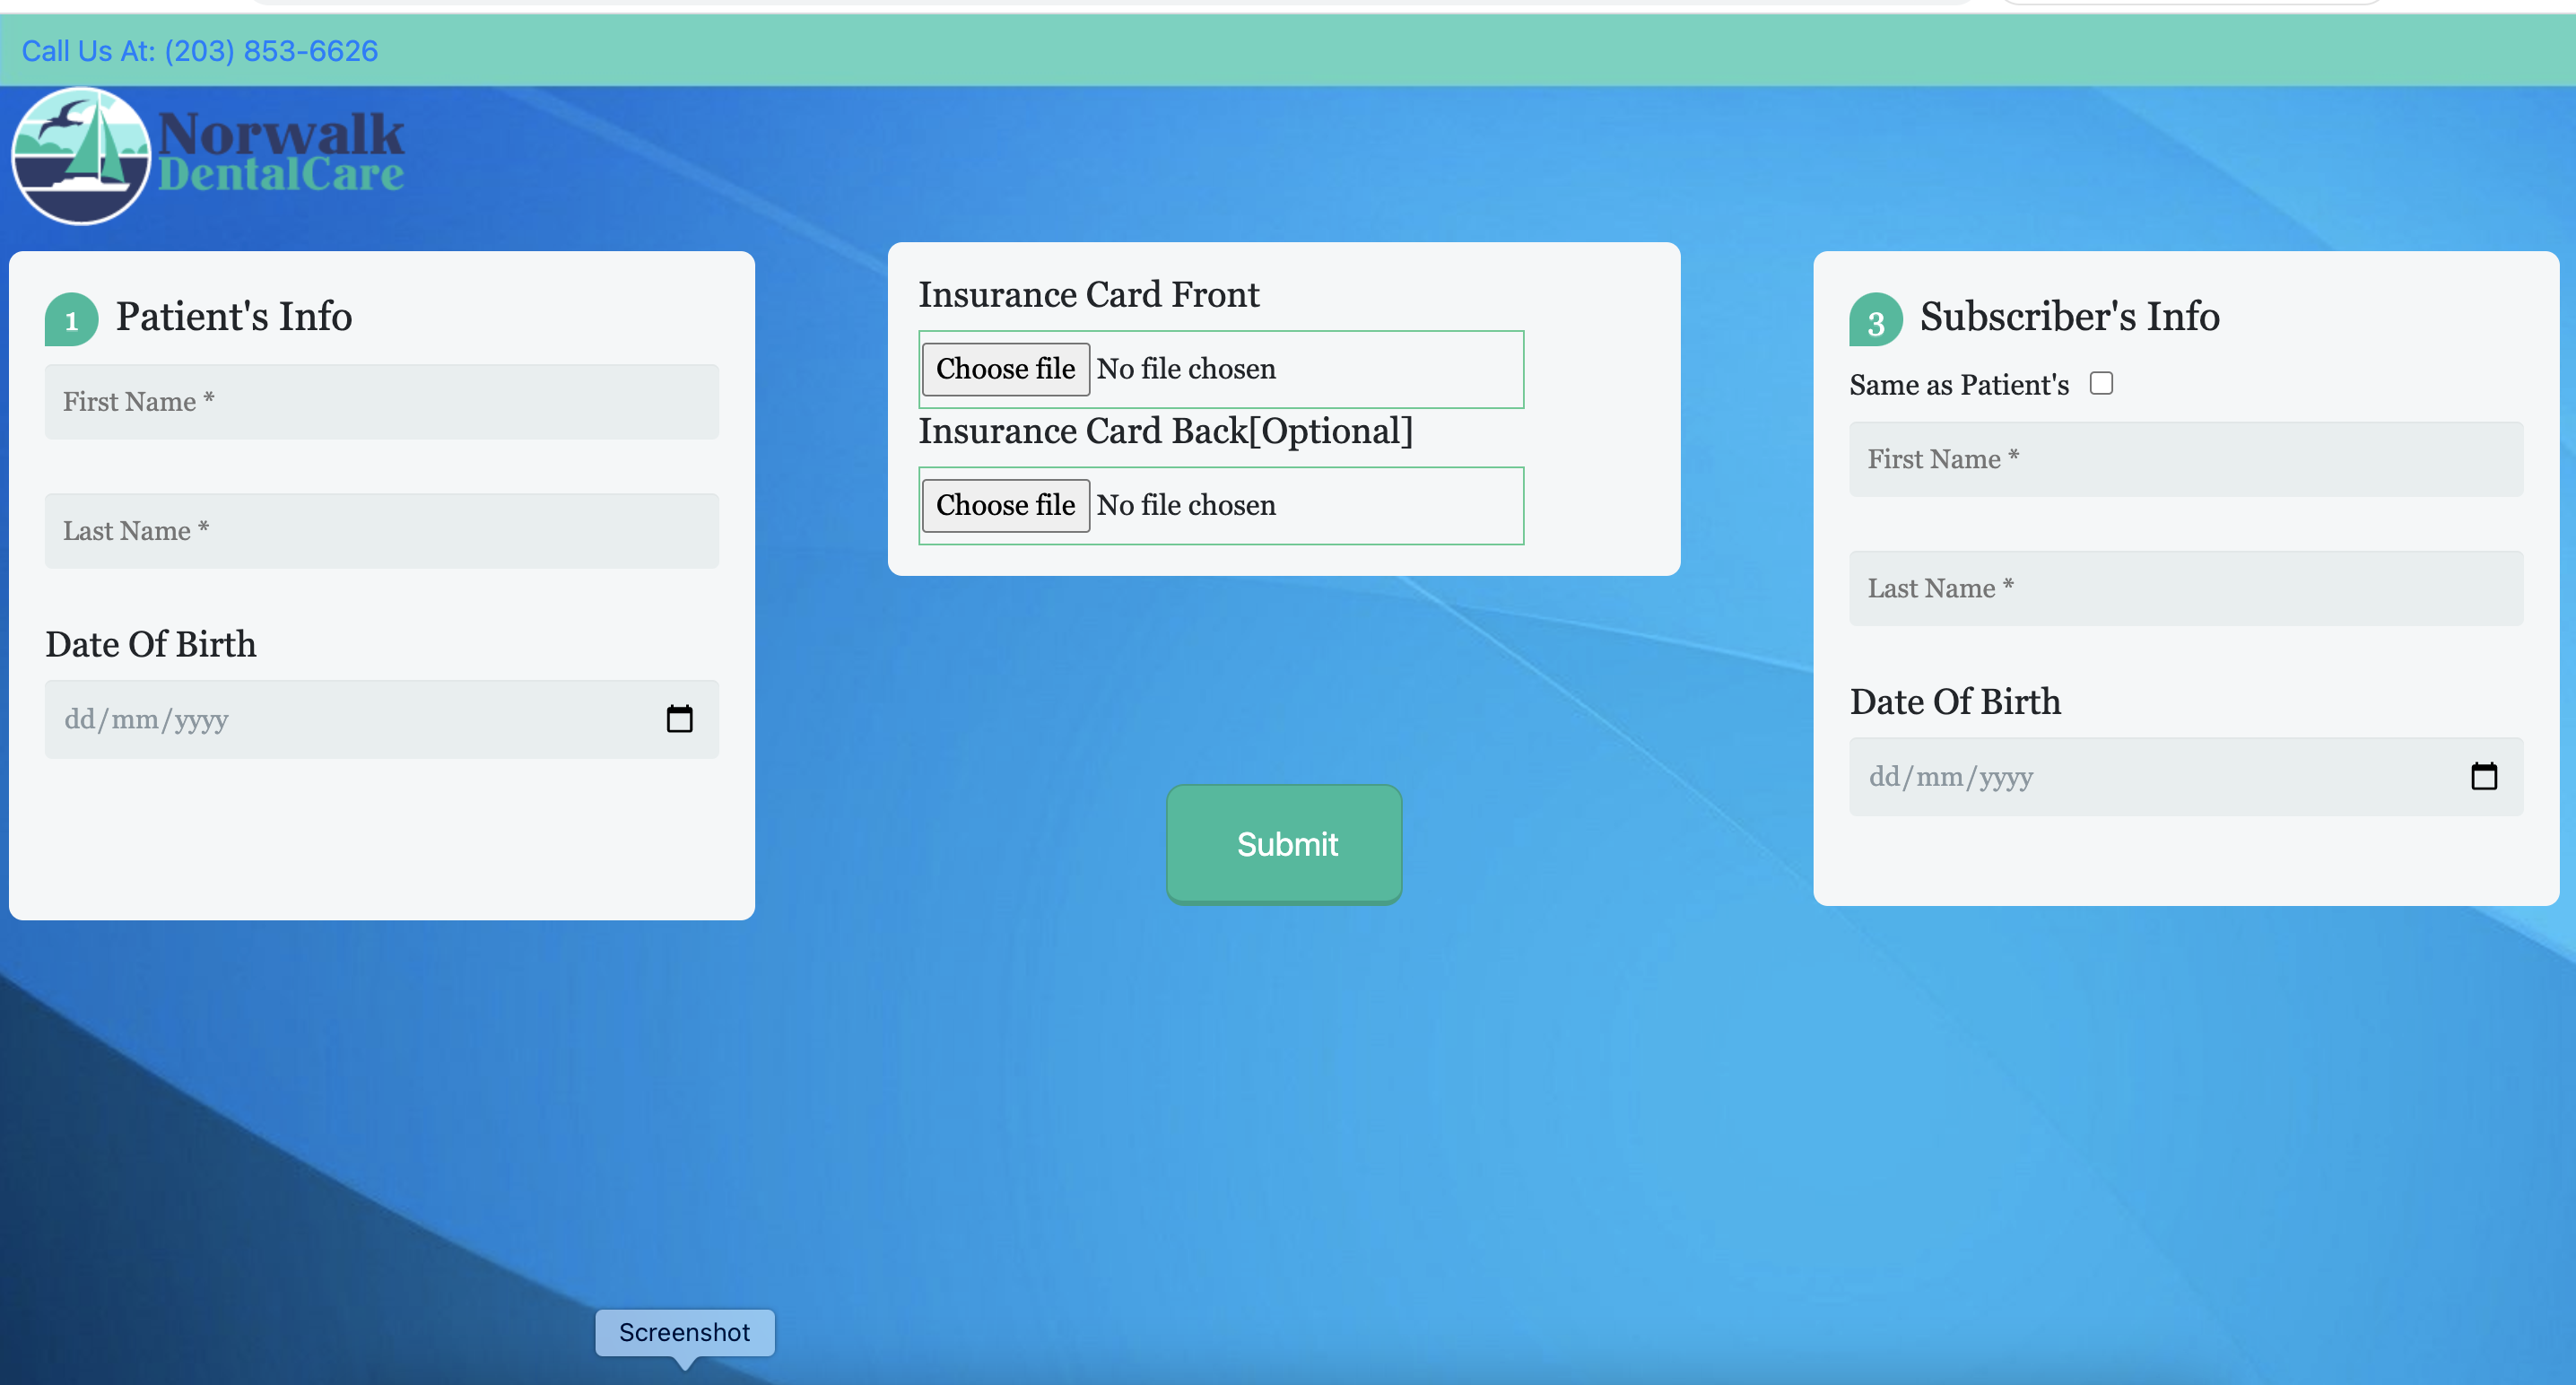 Call Us At: (203) 853-6626
Norwalk
DentalCare
1 Patient's Info
First Name *
Last Name *
Date Of Birth
dd/mm/yyyy
Insurance Card Front
Choose file No file chosen
Insurance Card Back[Optional]
Choose file No file chosen
Submit
3 Subscriber's Info
Same as Patient's
First Name *
Last Name *
Date Of Birth
dd/mm/yyyy
Screenshot